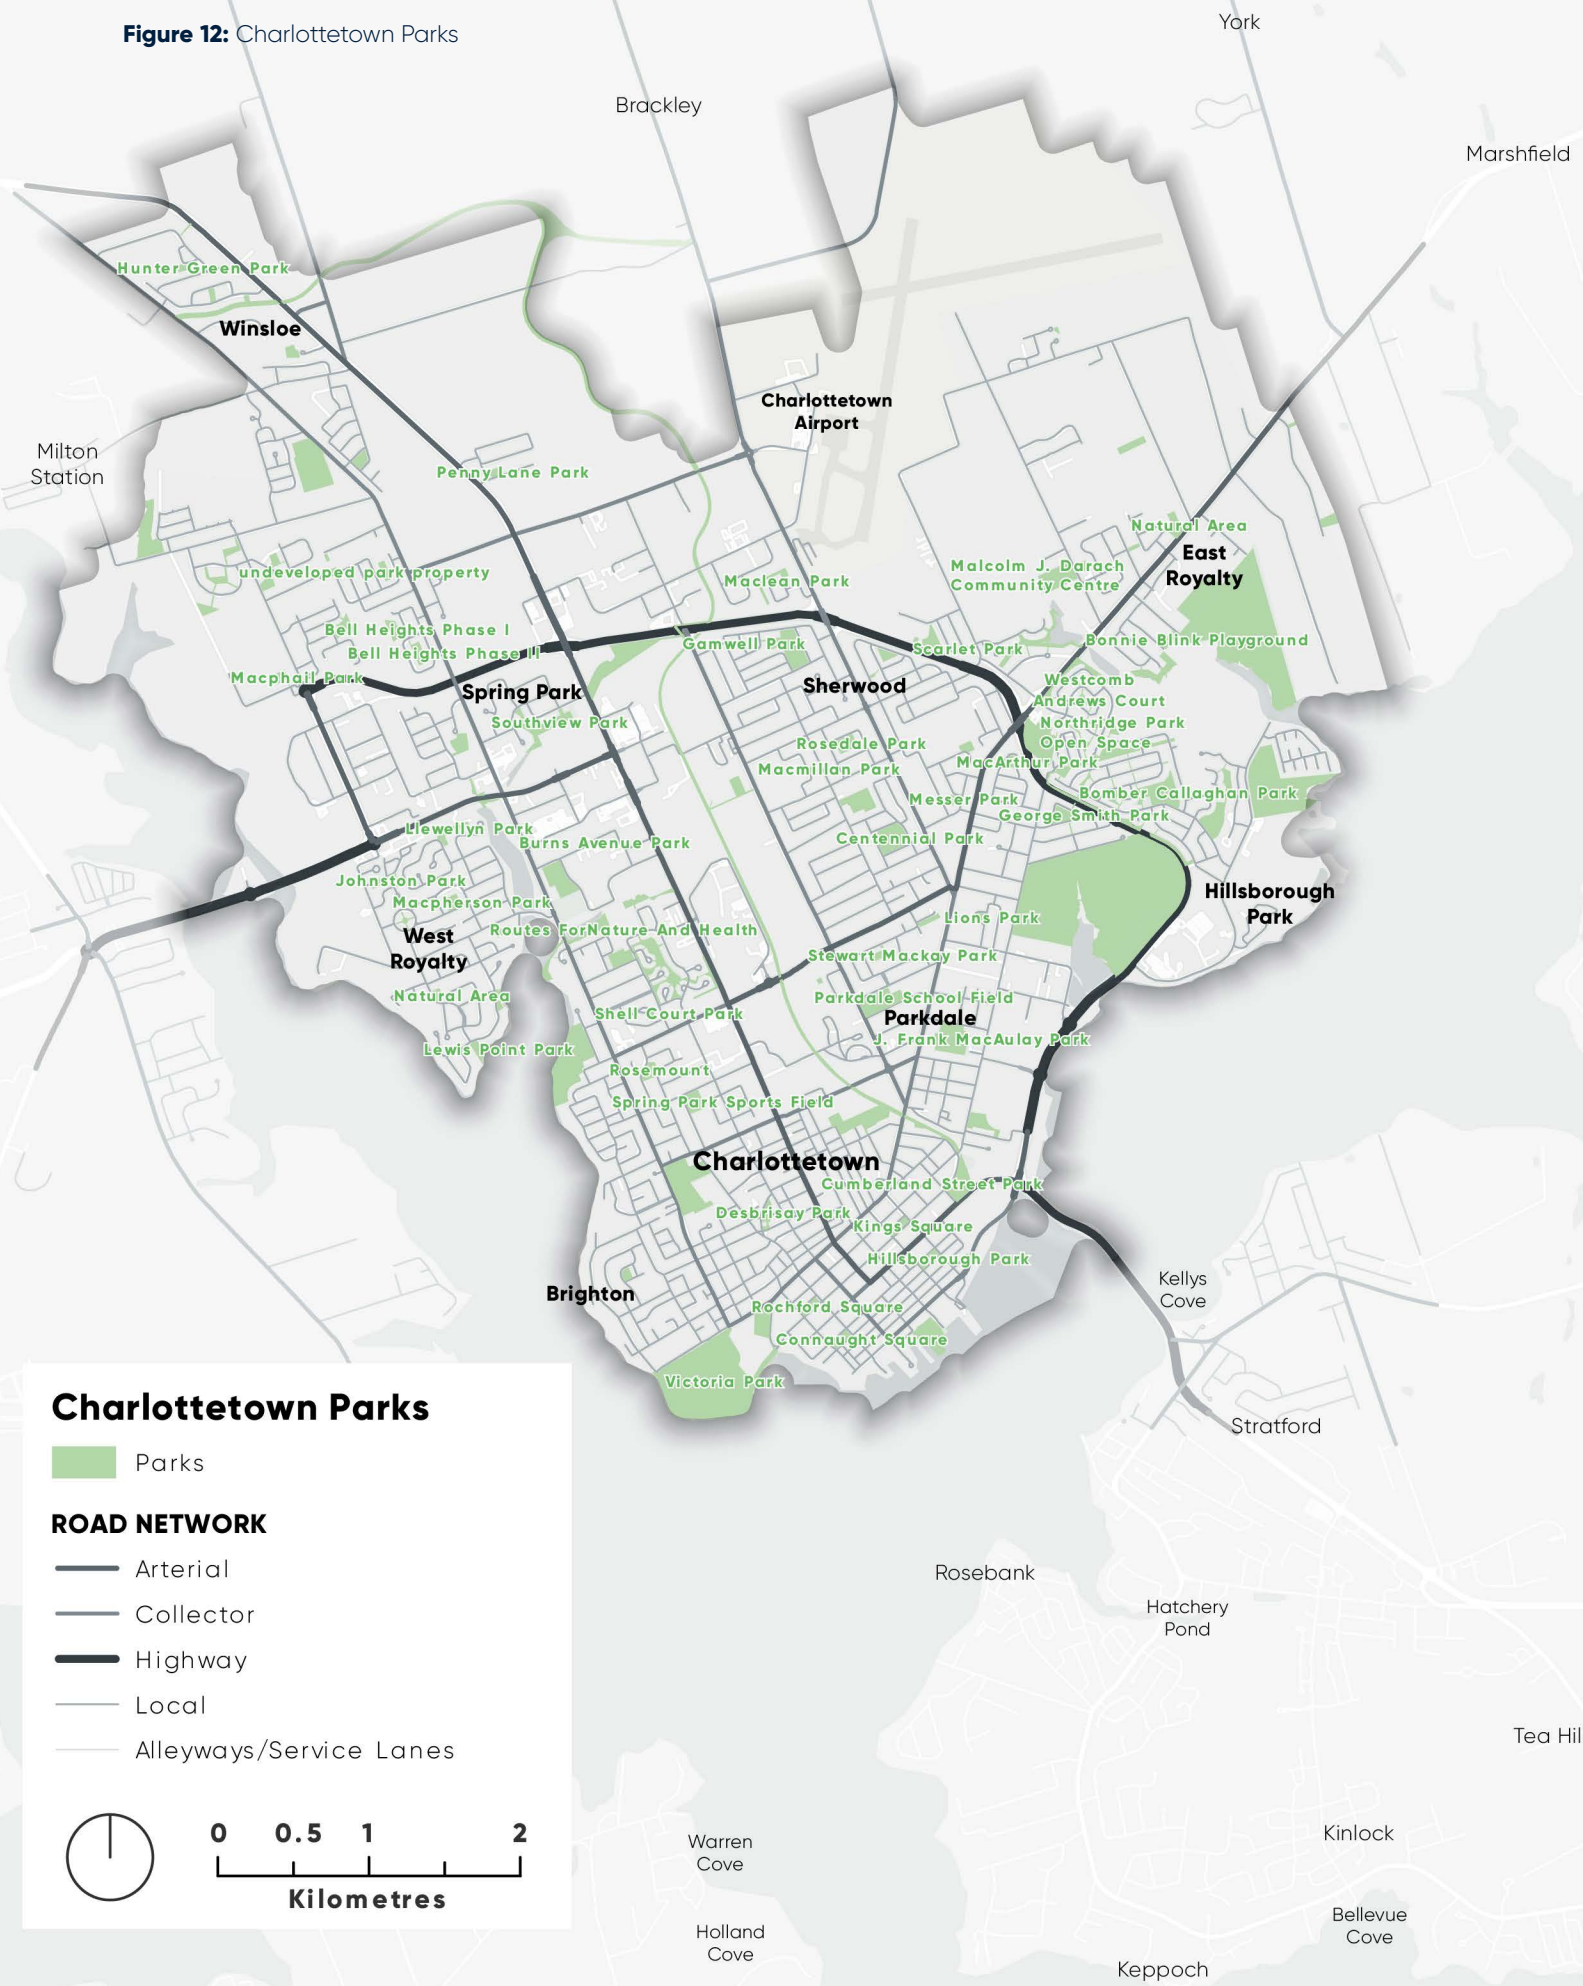 Figure 12: Charlottetown Parks
York
Brackley
Marshfield
Hunter Green Park
Winsloe
Charlottetown
Airport
Milton
Station
Penny Lane Park
Natural Area
East
Royalty
Malcolm J. Darach
Community Centre
undeveloped park property
Maclean Park
Bell Heights Phase I
Bell Heights Phase II
Gamwell Park
Scarlet Park
Bonnie Blink Playground
Macphail Park
Spring Park
Sherwood
Westcomb
Andrews Court
Southview Park
Northridge Park
Open Space
Rosedale Park
Macmillan Park
MacArthur Park
Messer Park
Bomber Callaghan Park
George Smith Park
Llewellyn Park
Burns Avenue Park
Centennial Park
Johnston Park
Macpherson Park
Hillsborough
Park
Lions Park
Routes ForNature And Health
West
Royalty
Stewart Mackay Park
Natural Area
Parkdale School Field
Parkdale
Shell Court Park
J. Frank MacAulay Park
Lewis Point Park
Rosemount
Spring Park Sports Field
Charlottetown
Cumberland Street Park
Desbrisay Park
Kings Square
Hillsborough Park
Kellys
Cove
Brighton
Rochford Square
Connaught Square
Victoria Park
Stratford
Charlottetown Parks
Parks
ROAD NETWORK
Arterial
Collector
Highway
Local
Alleyways/Service Lanes
0 0.5 1 2
Kilometres
Rosebank
Hatchery
Pond
Tea Hil
Warren
Cove
Kinlock
Holland
Cove
Bellevue
Cove
Keppoch